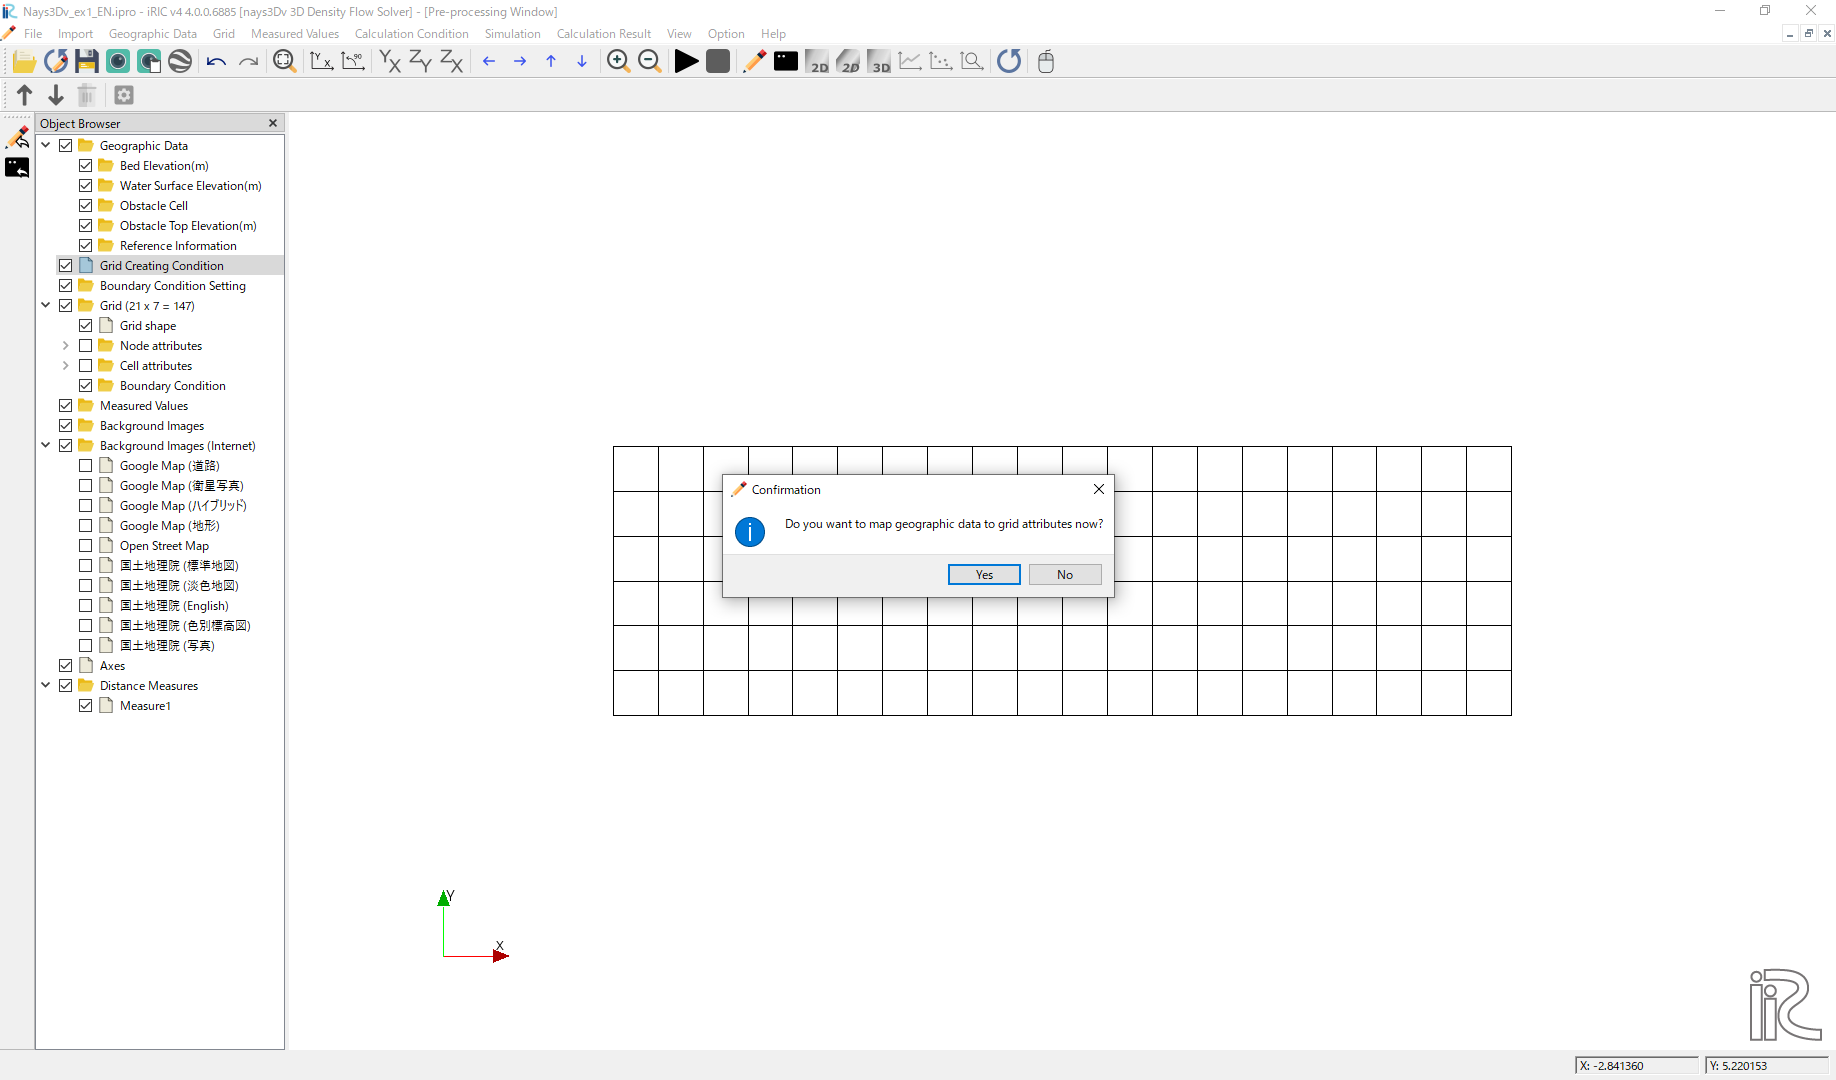 Nays3Dv_ex1_EN.ipro - iRIC v4 4.0.0.6885 [nays3Dv 3D Density Flow Solver] - [Pre-processing Window]
File Import Geographic Data Grid Measured Values Calculation Condition Simulation Calculation Result View Option Help
Object Browser
Geographic Data
Bed Elevation(m)
Water Surface Elevation(m)
Obstacle Cell
Obstacle Top Elevation(m)
Reference Information
Grid Creating Condition
Boundary Condition Setting
Grid (21 x 7 = 147)
Grid shape
Node attributes
Cell attributes
Boundary Condition
Measured Values
Background Images
Background Images (Internet)
Google Map (道路)
Google Map (衛星写真)
Google Map (ハイブリッド)
Google Map (地形)
Open Street Map
国土地理院 (標準地図)
国土地理院 (淡色地図)
国土地理院 (English)
国土地理院 (色別標高図)
国土地理院 (写真)
Axes
Distance Measures
Measure1
Confirmation
Do you want to map geographic data to grid attributes now?
Yes No
Y
X
iRIC
X: -2.841360 Y: 5.220153